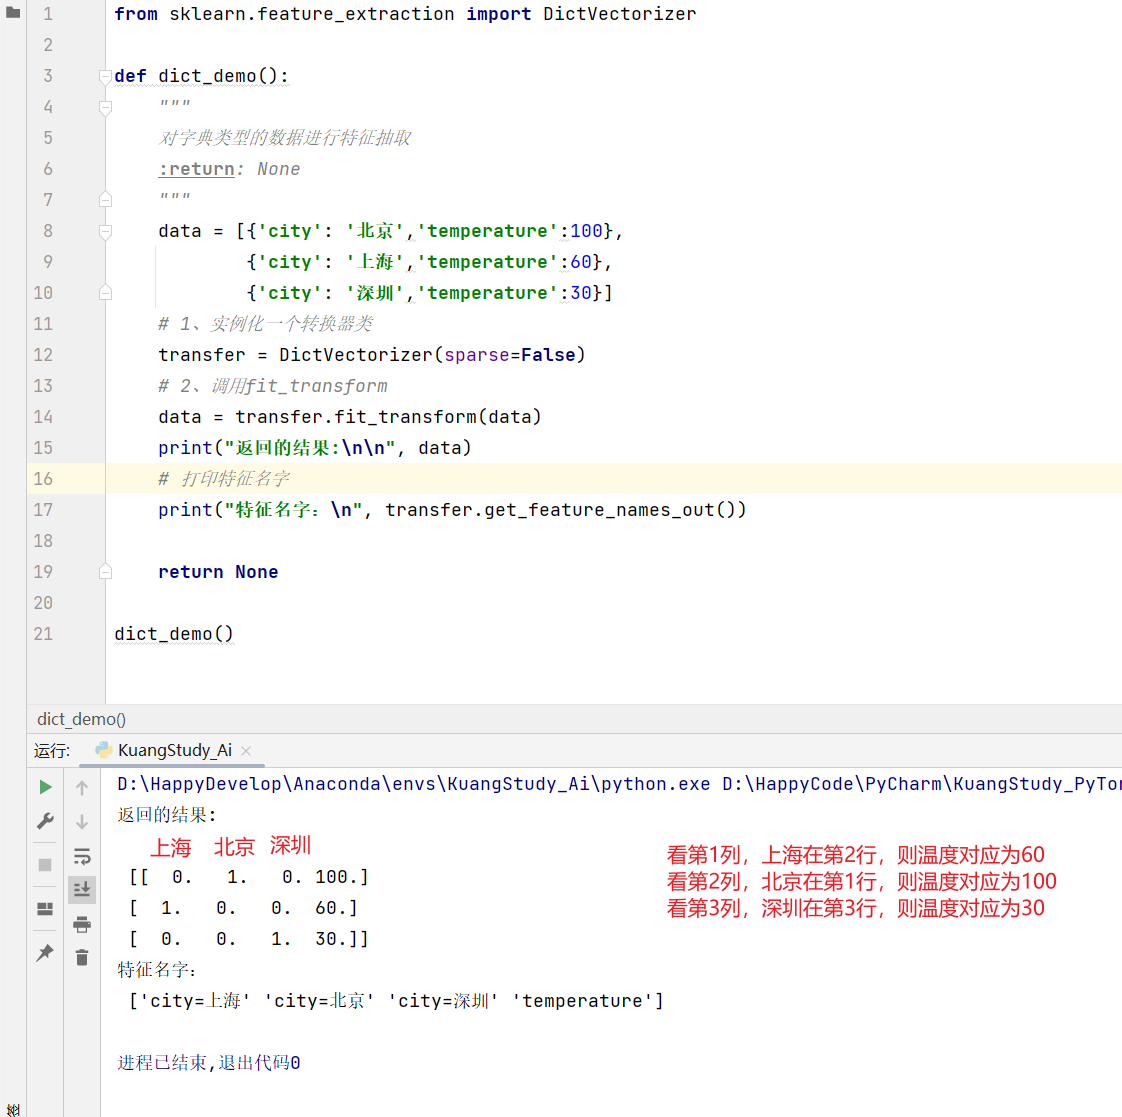 1 from sklearn.feature_extraction import DictVectorizer
2
3 def dict_demo():
4 """
5 对字典类型的数据进行特征抽取
6 :return: None
7 """
8 data = [{'city': '北京','temperature':100},
9 {'city': '上海','temperature':60},
10 {'city': '深圳','temperature':30}]
11 # 1、实例化一个转换器类
12 transfer = DictVectorizer(sparse=False)
13 # 2、调用fit_transform
14 data = transfer.fit_transform(data)
15 print("返回的结果:\n\n", data)
16 # 打印特征名字
17 print("特征名字：\n", transfer.get_feature_names_out())
18
19 return None
20
21 dict_demo()
dict_demo()
运行: KuangStudy_Ai ×
D:\HappyDevelop\Anaconda\envs\KuangStudy_Ai\python.exe D:\HappyCode\PyCharm\KuangStudy_PyTor
返回的结果:
上海 北京 深圳
[[ 0. 1. 0. 100.]
[ 1. 0. 0. 60.]
[ 0. 0. 1. 30.]]
看第1列，上海在第2行，则温度对应为60
看第2列，北京在第1行，则温度对应为100
看第3列，深圳在第3行，则温度对应为30
特征名字：
['city=上海' 'city=北京' 'city=深圳' 'temperature']
进程已结束,退出代码0